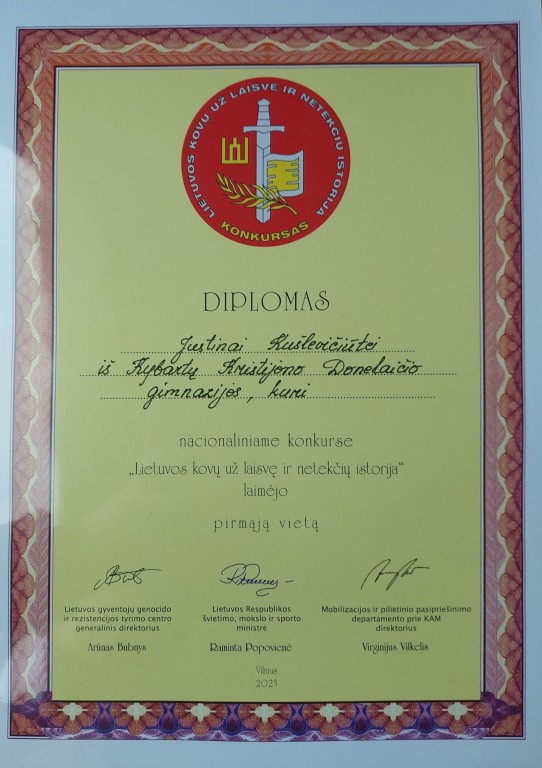 LIETUVOS KOVŲ UŽ LAISVĘ IR NETEKČIŲ ISTORIJA
KONKURSAS
DIPLOMAS
Justinai Kušlevičiūtei
iš Kybartų Kristijono Donelaičio
gimnazijos, kuri
nacionaliniame konkurse
„Lietuvos kovų už laisvę ir netekčių istorija“
laimėjo
pirmąją vietą
Lietuvos gyventojų genocido
ir rezistencijos tyrimo centro
generalinis direktorius
Arūnas Bubnys
Lietuvos Respublikos
švietimo, mokslo ir sporto
ministrė
Raminta Popovienė
Mobilizacijos ir pilietinio pasipriešinimo
departamento prie KAM
direktorius
Virginijus Vilkelis
Vilnius
2025